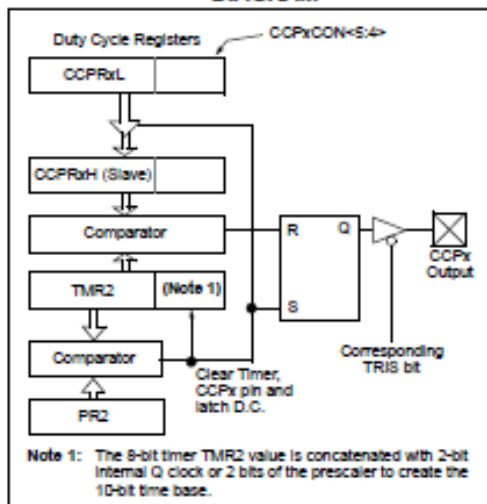 Duty Cycle Registers
CCPxCON<5:4>
CCPRxL
CCPRxH (Slave)
Comparator
R
Q
TMR2
(Note 1)
S
CCPx
Output
Comparator
Clear Timer,
CCPx pin and
latch D.C.
Corresponding
TRIS bit
PR2
Note 1: The 8-bit timer TMR2 value is concatenated with 2-bit
internal Q clock or 2 bits of the prescaler to create the
10-bit time base.